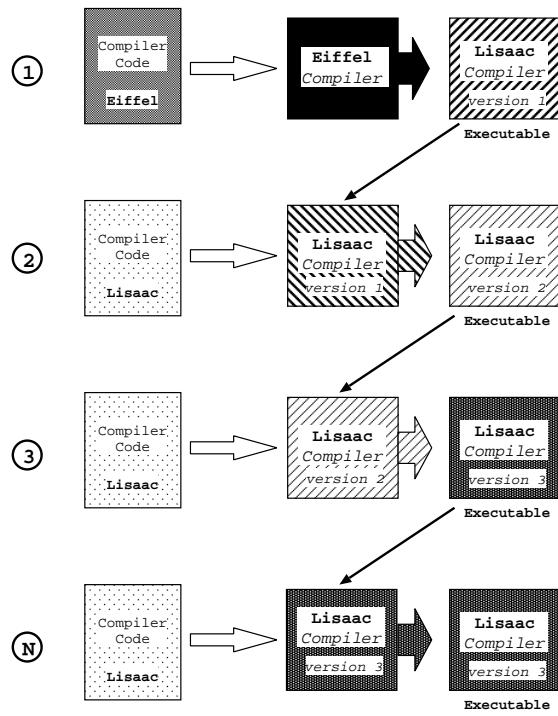 1
Compiler
Code
Eiffel
Eiffel
Compiler
Lisaac
Compiler
version 1
Executable
2
Compiler
Code
Lisaac
Lisaac
Compiler
version 1
Lisaac
Compiler
version 2
Executable
3
Compiler
Code
Lisaac
Lisaac
Compiler
version 2
Lisaac
Compiler
version 3
Executable
N
Compiler
Code
Lisaac
Lisaac
Compiler
version 3
Lisaac
Compiler
version 3
Executable